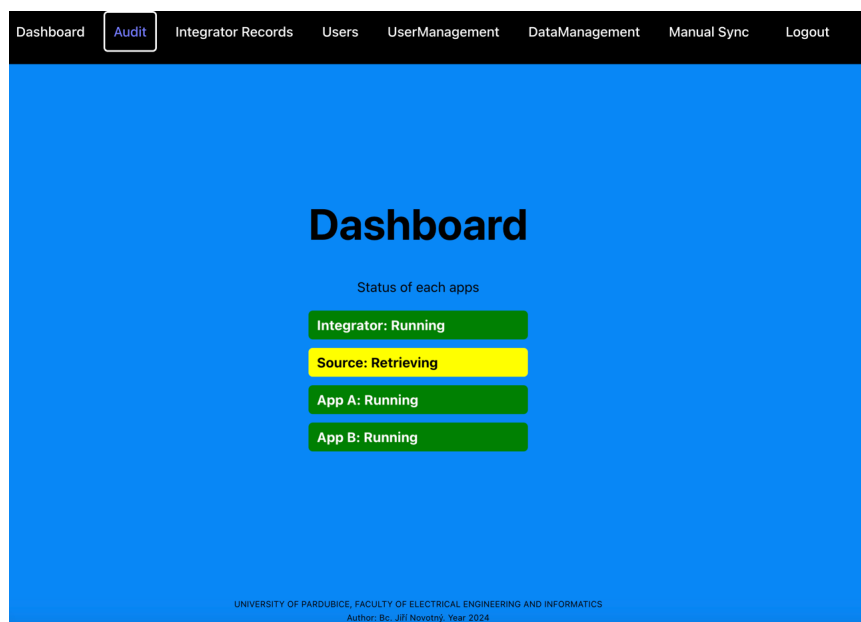 Dashboard Audit Integrator Records Users UserManagement DataManagement Manual Sync Logout
Dashboard
Status of each apps
Integrator: Running
Source: Retrieving
App A: Running
App B: Running
UNIVERSITY OF PARDUBICE, FACULTY OF ELECTRICAL ENGINEERING AND INFORMATICS
Author: Bc. Jiří Novotný. Year 2024